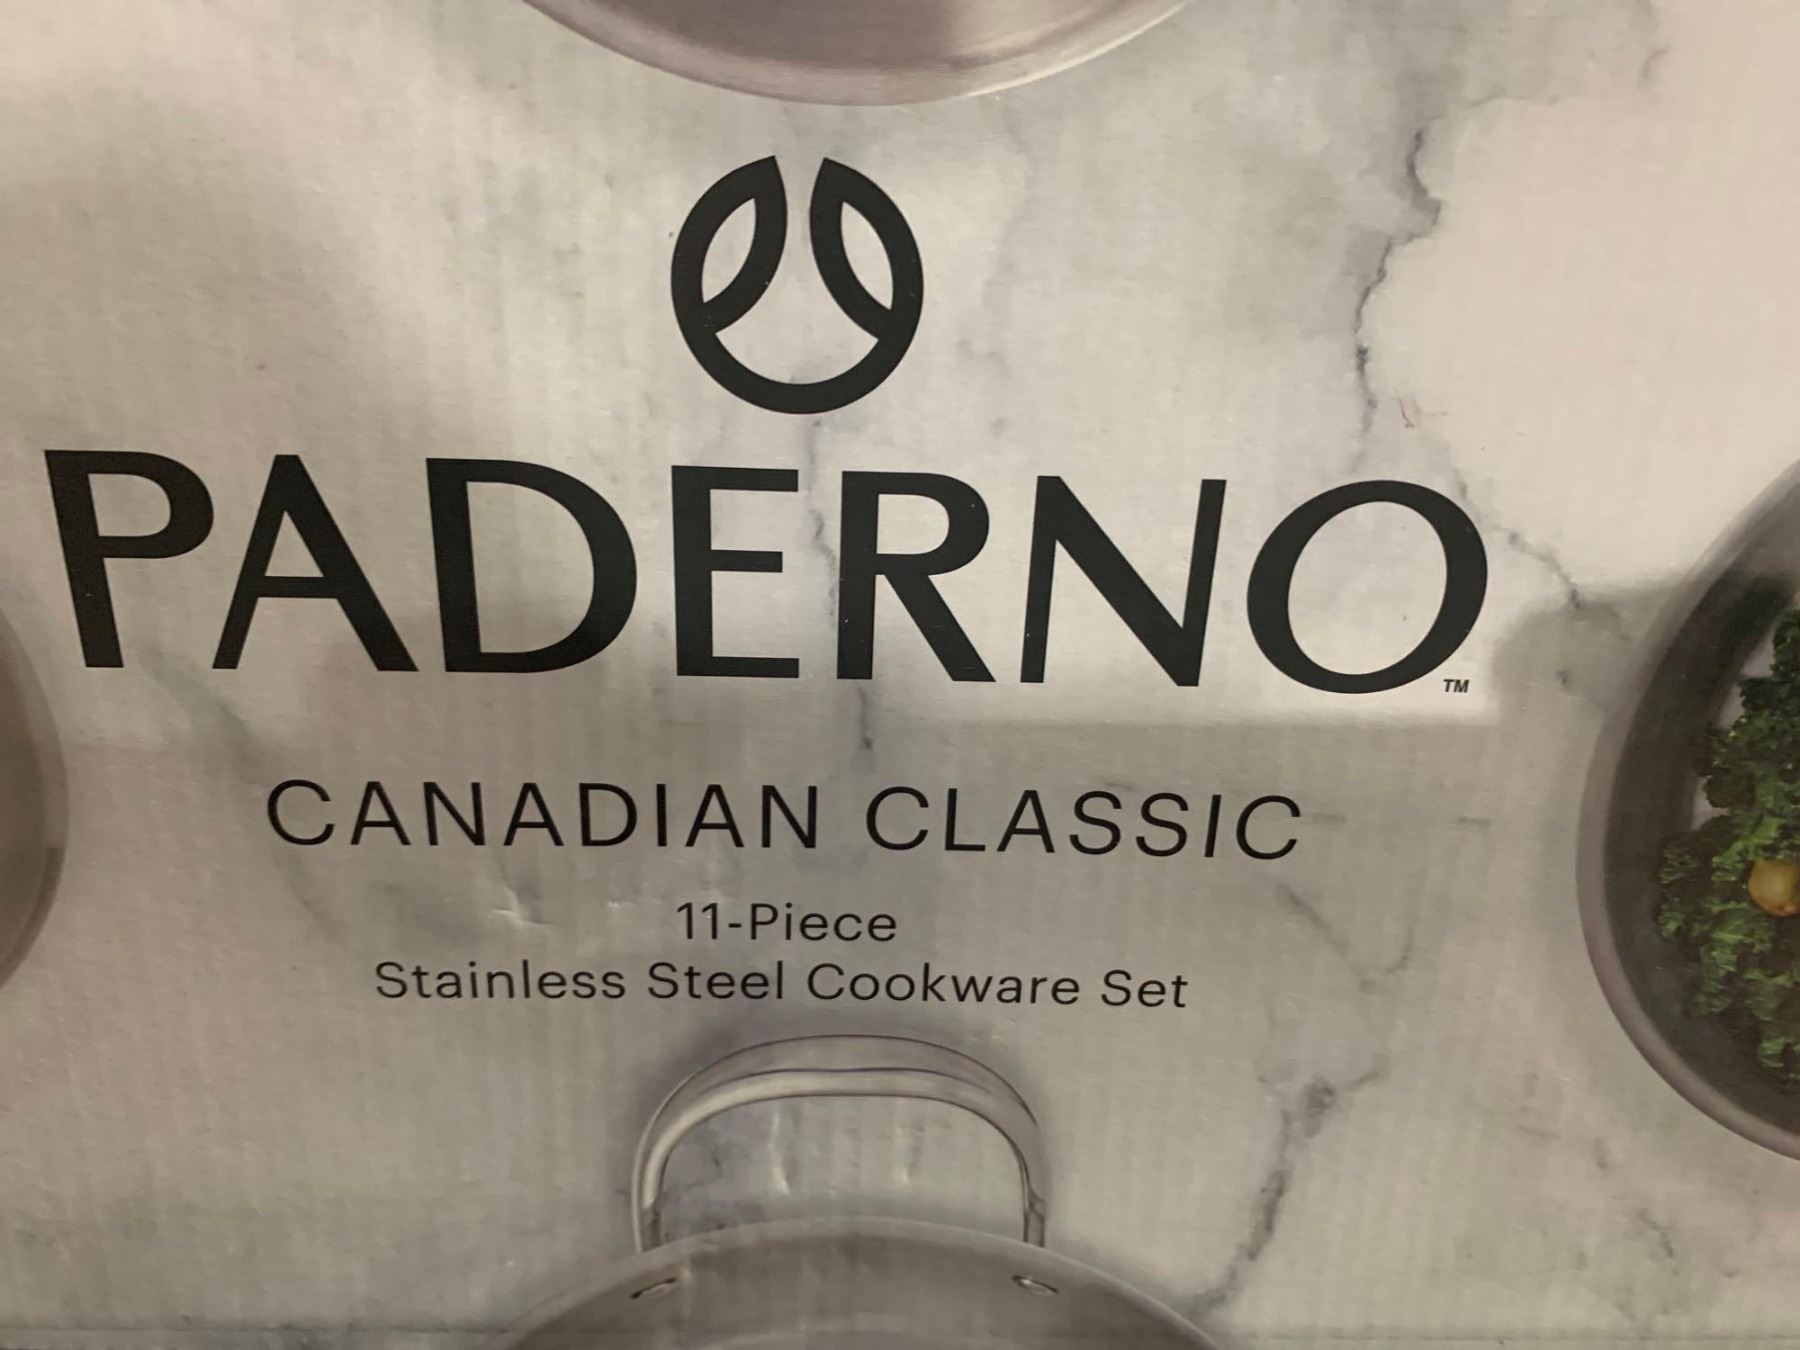 PADERNO
TM
CANADIAN CLASSIC
11-Piece
Stainless Steel Cookware Set